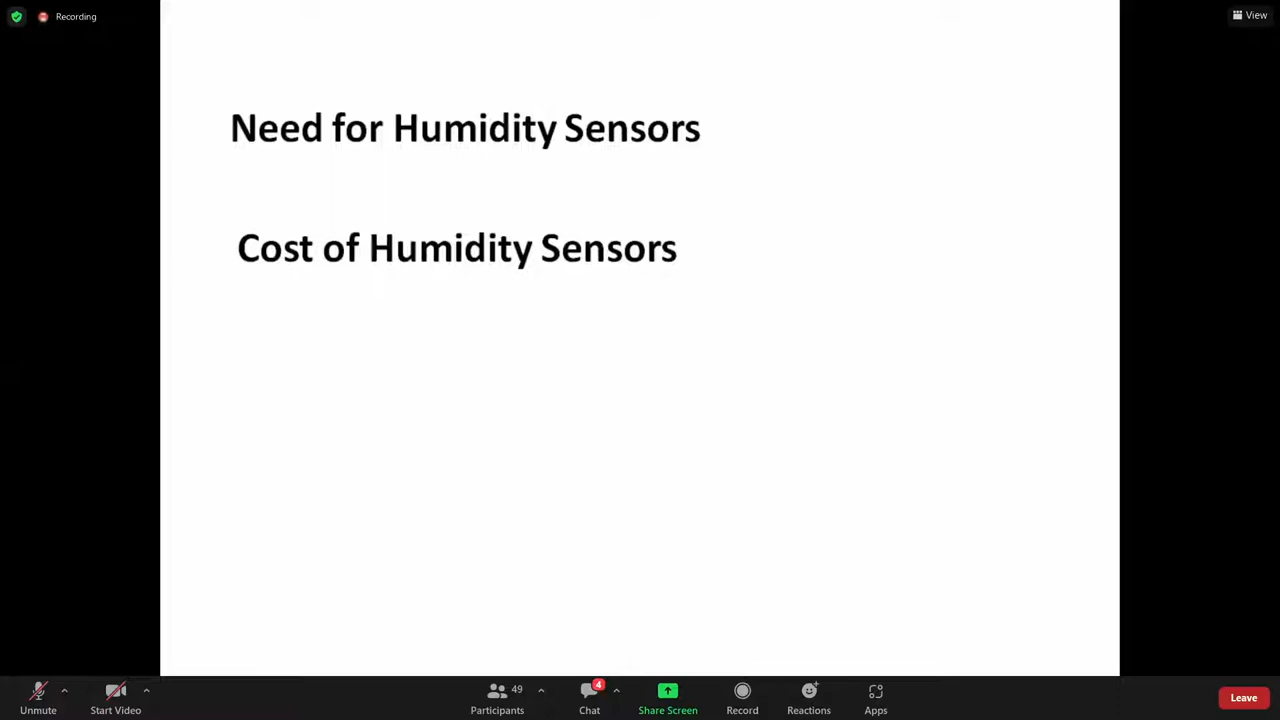 Recording
View
Need for Humidity Sensors
Cost of Humidity Sensors
49
4
Unmute
Start Video
Participants
Chat
Share Screen
Record
Reactions
Apps
Leave